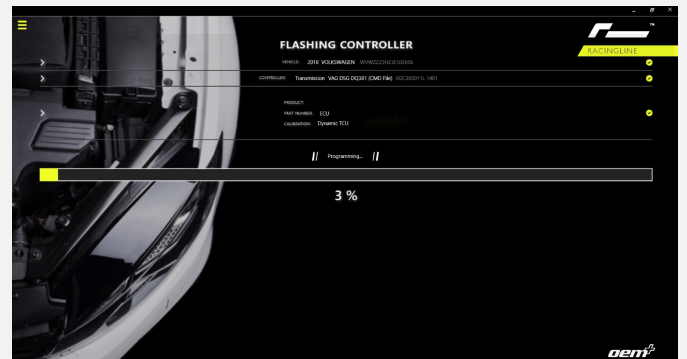 FLASHING CONTROLLER
RACINGLINE
VEHICLE: 2018 VOLKSWAGEN
CONTROLLER: Transmission VAG DSG DQ381 (CMD File)
PRODUCT:
PART NUMBER: ECU
CALIBRATION: Dynamic TCU
Programming...
3 %
oem+